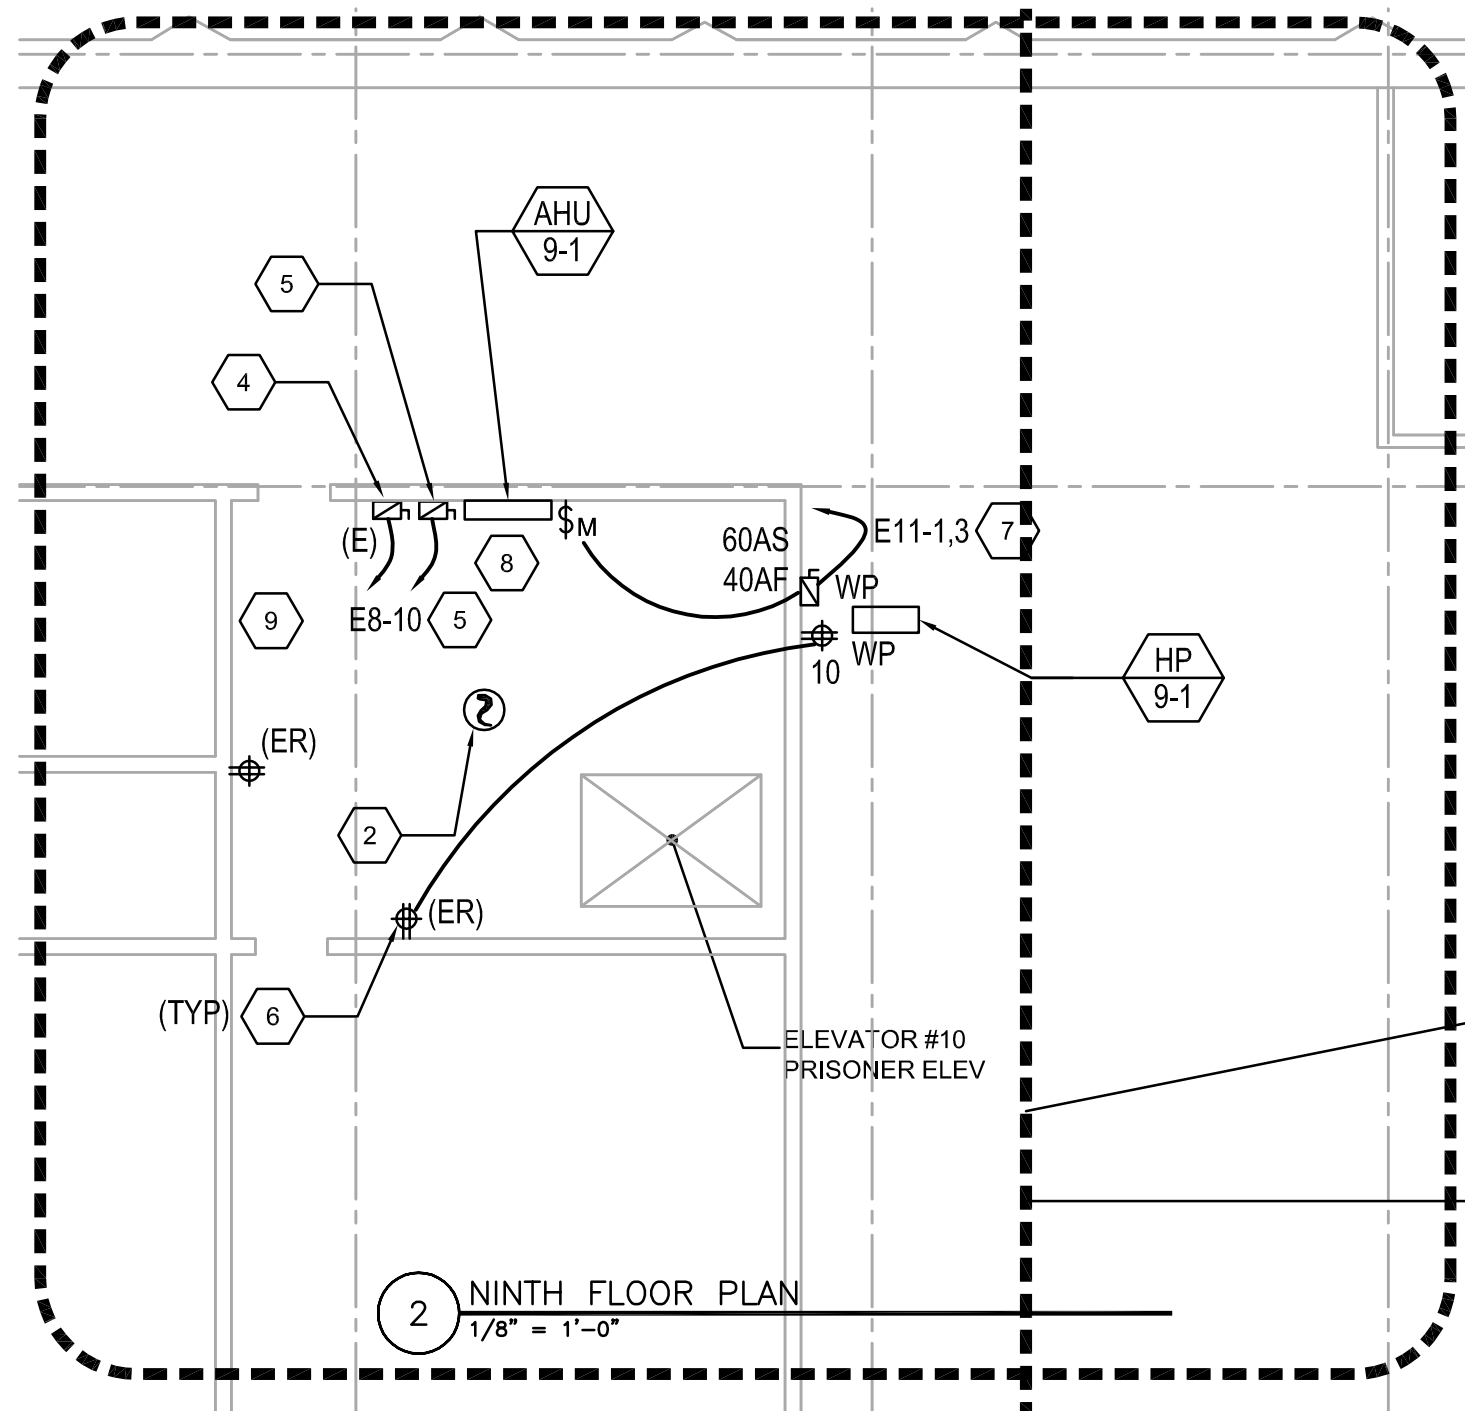 AHU
9-1
5
4
(E)
$M
8
60AS
40AF
WP
E11-1,3
7
9
E8-10
5
10
WP
HP
9-1
(ER)
2
(ER)
(TYP)
6
ELEVATOR #10
PRISONER ELEV
2
NINTH FLOOR PLAN
1/8" = 1'-0"